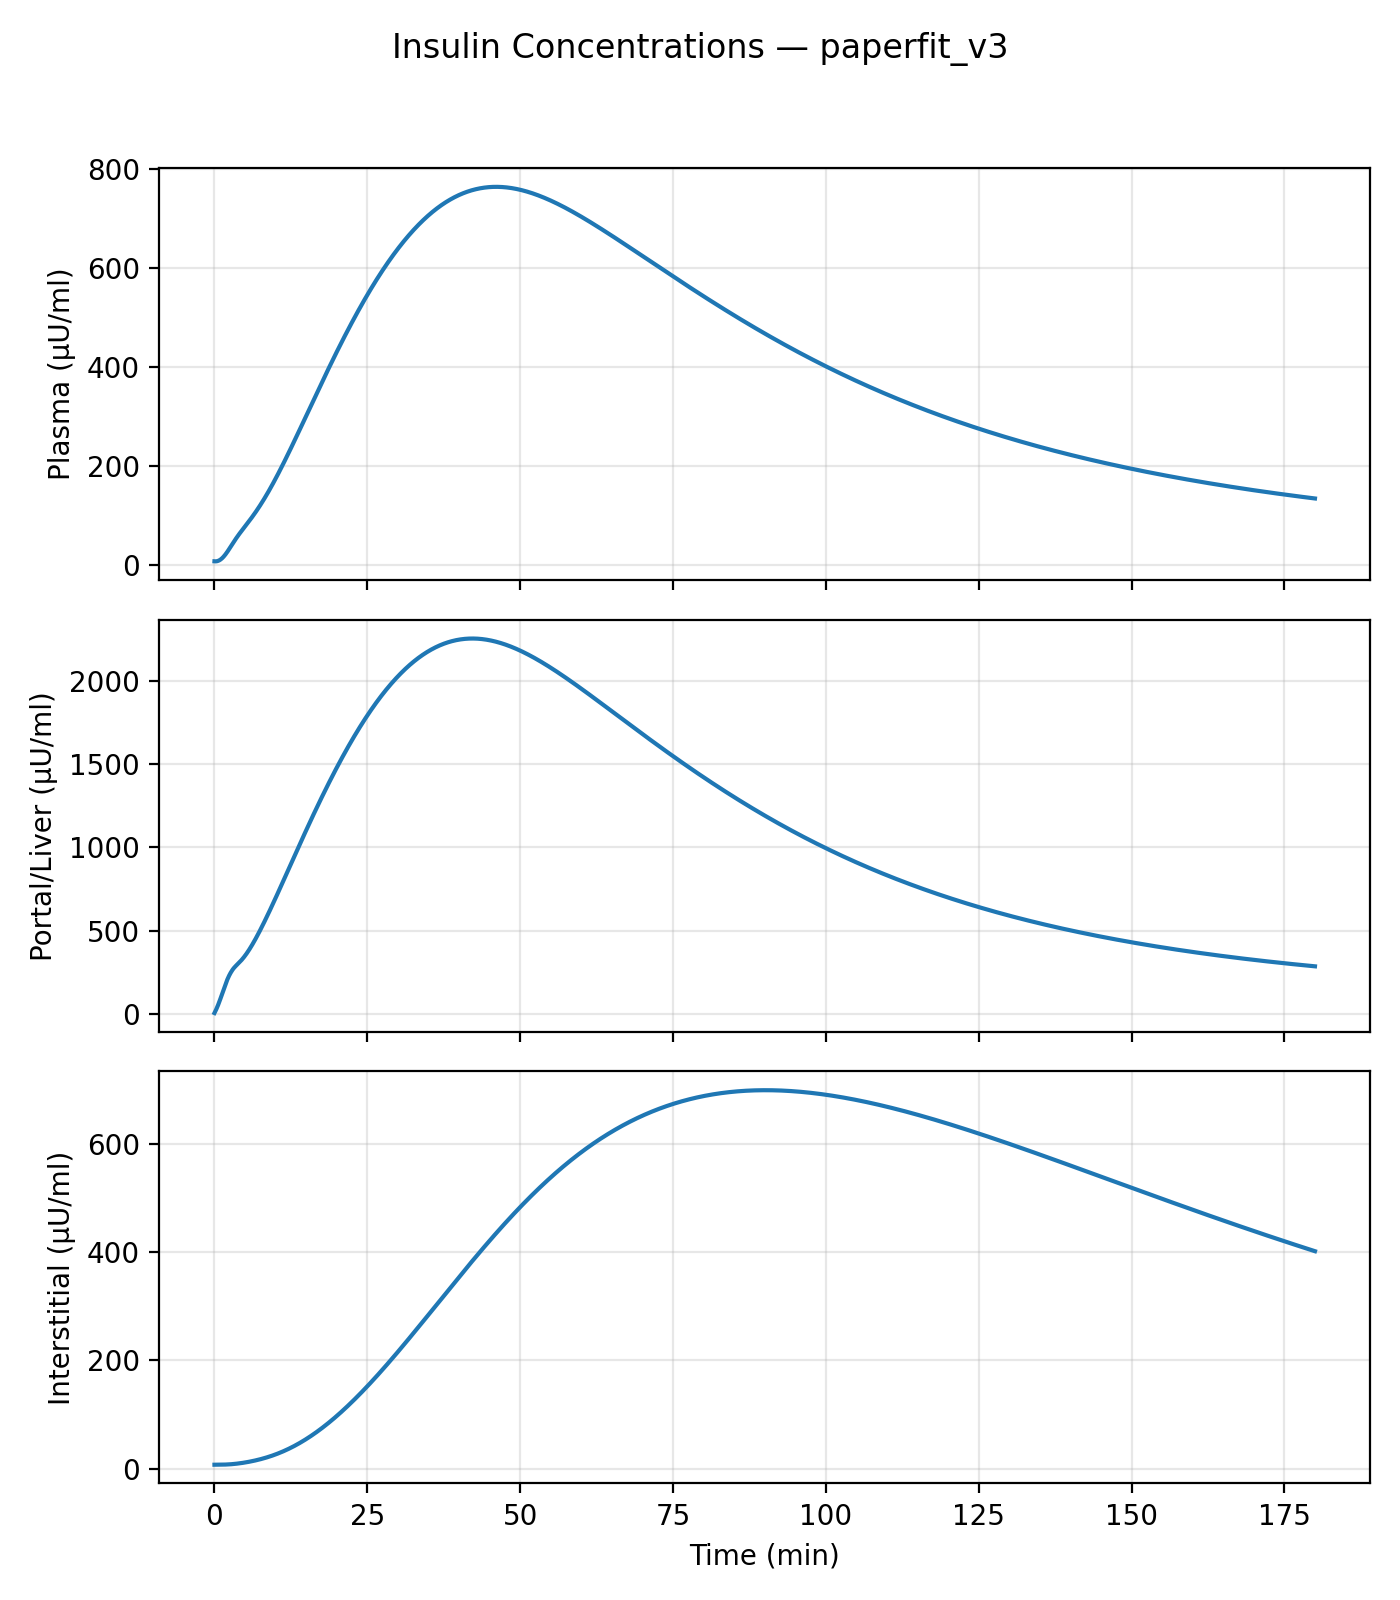 Insulin Concentrations — paperfit_v3
Plasma (µU/ml)
800
600
400
200
0
Portal/Liver (µU/ml)
2000
1500
1000
500
0
Interstitial (µU/ml)
600
400
200
0
0 25 50 75 100 125 150 175
Time (min)